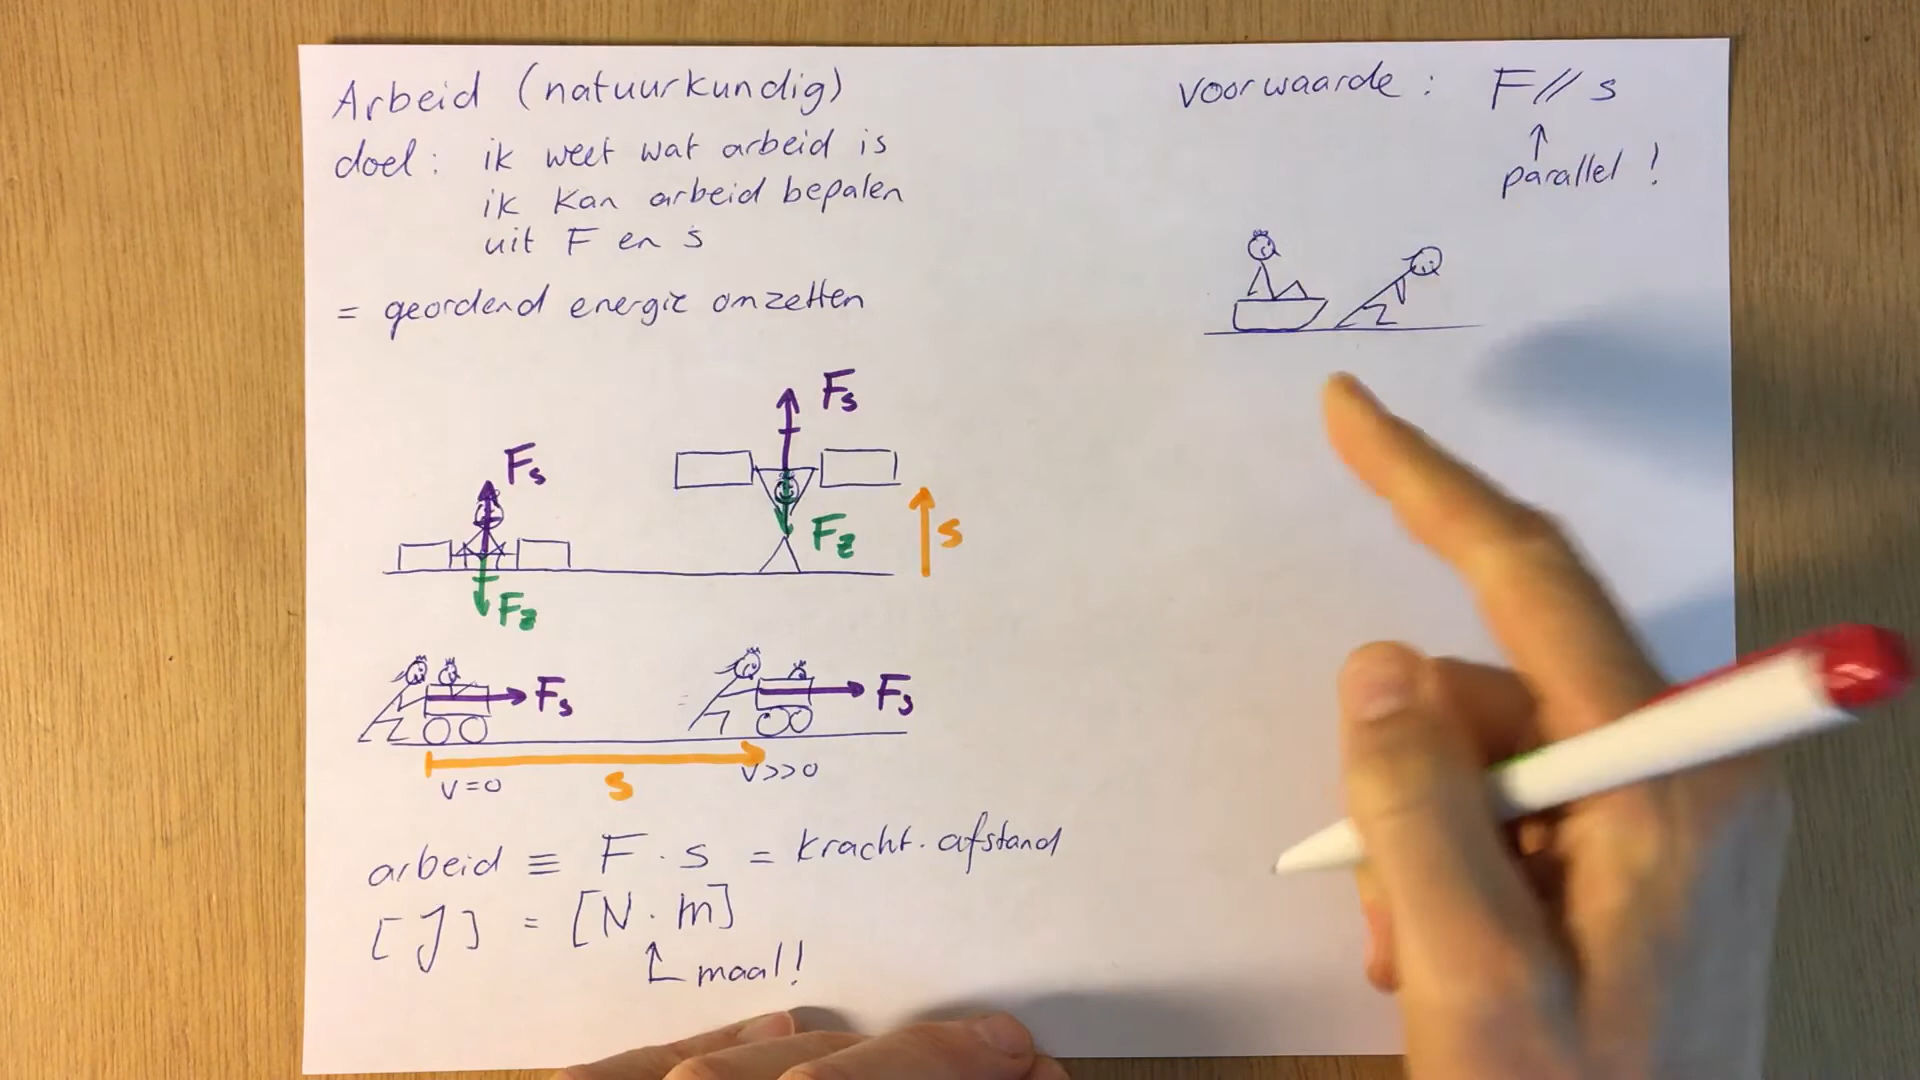 Arbeid (natuurkundig)
doel: ik weet wat arbeid is
ik kan arbeid bepalen
uit F en s
= geordend energie omzetten
Fs
Fz
Fs
Fz
s
Fs
Fs
v=0
s
v>>0
arbeid ≡ F · s = kracht · afstand
[J] = [N · m]
maal!
voorwaarde: F // s
parallel!